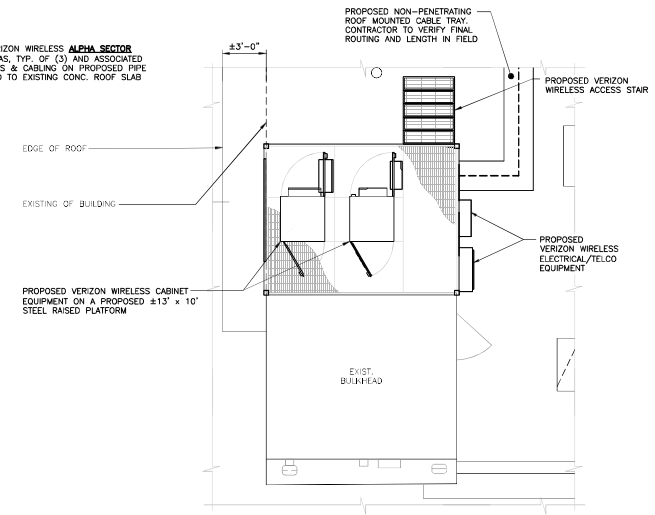 PROPOSED NON-PENETRATING
ROOF MOUNTED CABLE TRAY.
CONTRACTOR TO VERIFY FINAL
ROUTING AND LENGTH IN FIELD
WIRELESS ALPHA SECTOR
TYP. OF (3) AND ASSOCIATED
& CABLING ON PROPOSED PIPE
TO EXISTING CONC. ROOF SLAB
±3'-0"
PROPOSED VERIZON
WIRELESS ACCESS STAIR
EDGE OF ROOF
EXISTING OF BUILDING
PROPOSED
VERIZON WIRELESS
ELECTRICAL/TELCO
EQUIPMENT
PROPOSED VERIZON WIRELESS CABINET
EQUIPMENT ON A PROPOSED ±13' x 10'
STEEL RAISED PLATFORM
EXIST.
BULKHEAD